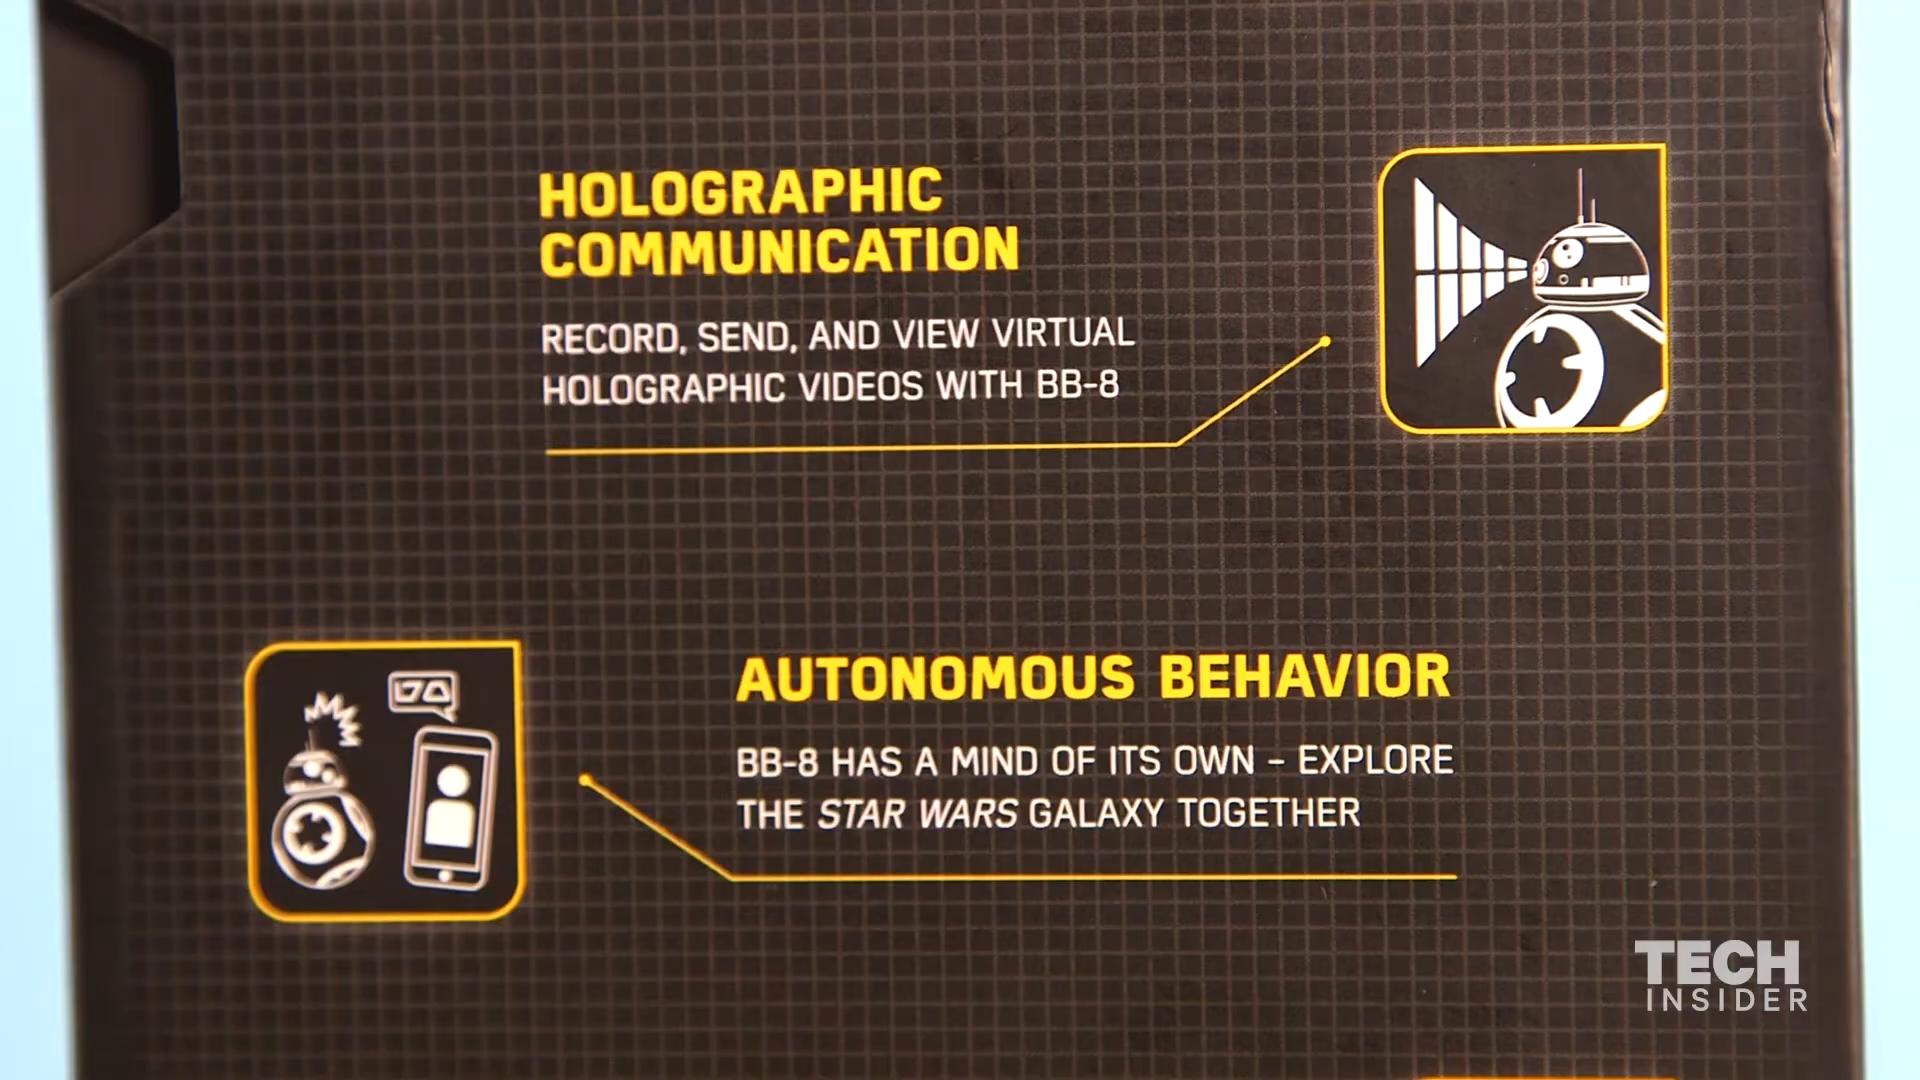 HOLOGRAPHIC
COMMUNICATION
RECORD, SEND, AND VIEW VIRTUAL
HOLOGRAPHIC VIDEOS WITH BB-8
AUTONOMOUS BEHAVIOR
BB-8 HAS A MIND OF ITS OWN – EXPLORE
THE STAR WARS GALAXY TOGETHER
TECH
INSIDER